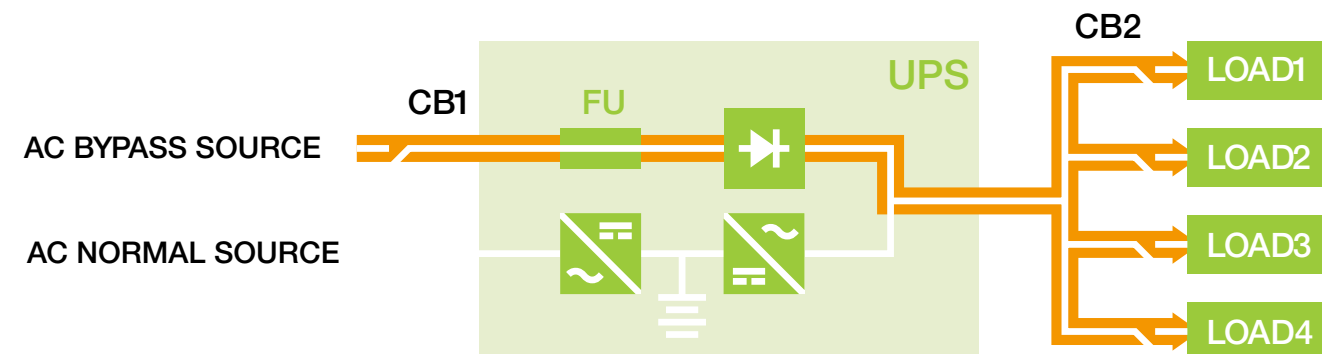 CB2
UPS
LOAD1
CB1
FU
AC BYPASS SOURCE
LOAD2
AC NORMAL SOURCE
LOAD3
LOAD4